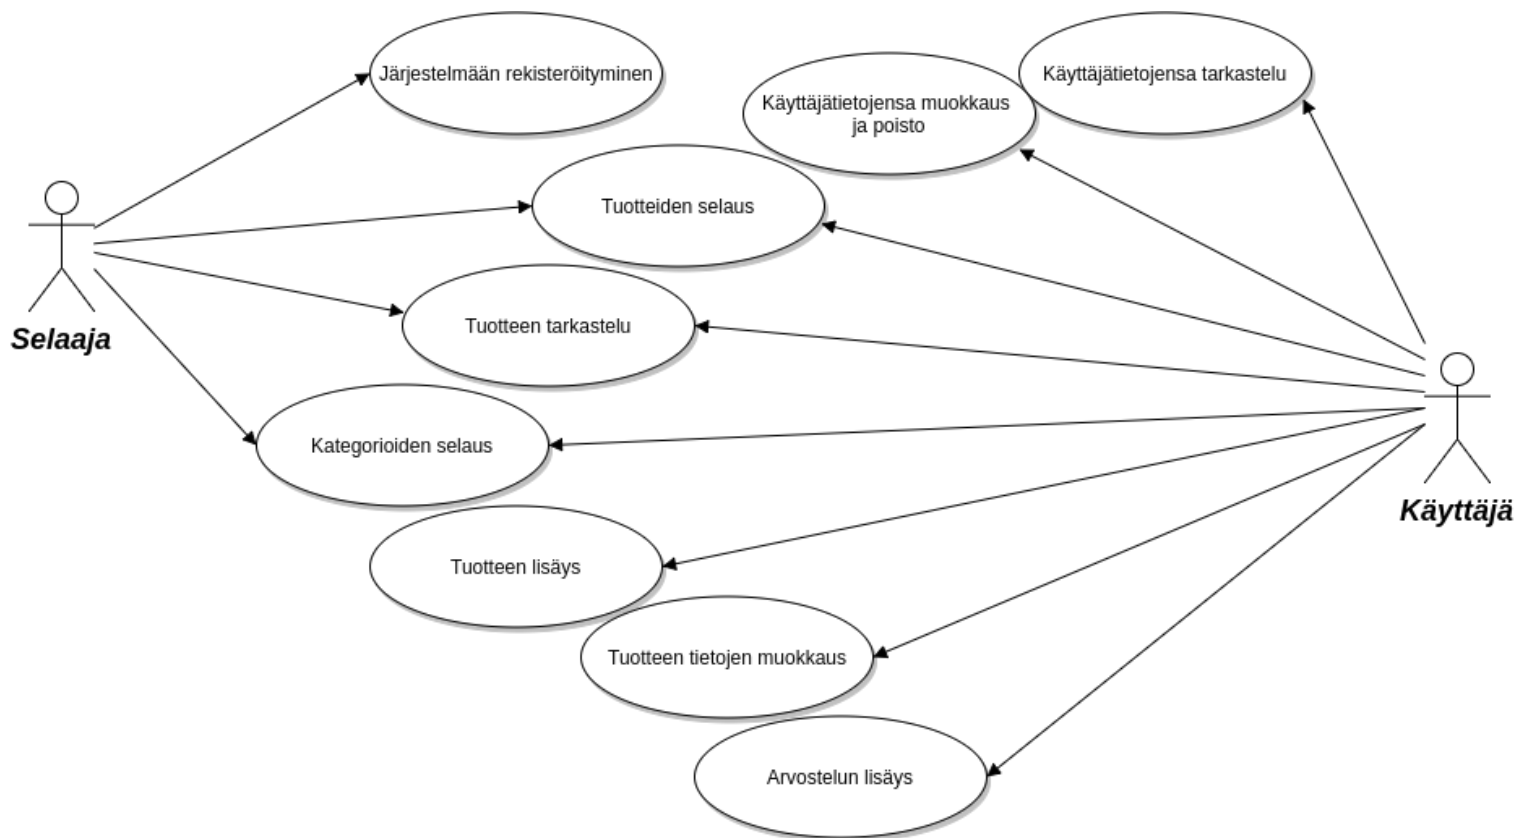 Järjestelmään rekisteröityminen
Käyttäjätietojensa tarkastelu
Käyttäjätietojensa muokkaus
ja poisto
Tuotteiden selaus
Tuotteen tarkastelu
Selaaja
Kategorioiden selaus
Käyttäjä
Tuotteen lisäys
Tuotteen tietojen muokkaus
Arvostelun lisäys